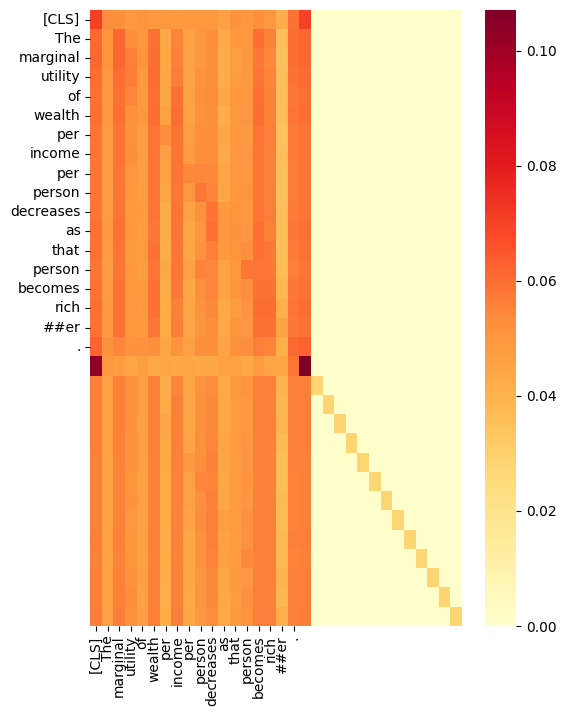 [CLS]
The
marginal
utility
of
wealth
per
income
per
person
decreases
as
that
person
becomes
rich
##er
.
0.10
0.08
0.06
0.04
0.02
0.00
[CLS]
The
marginal
utility
of
wealth
per
income
per
person
decreases
as
that
person
becomes
rich
##er
.